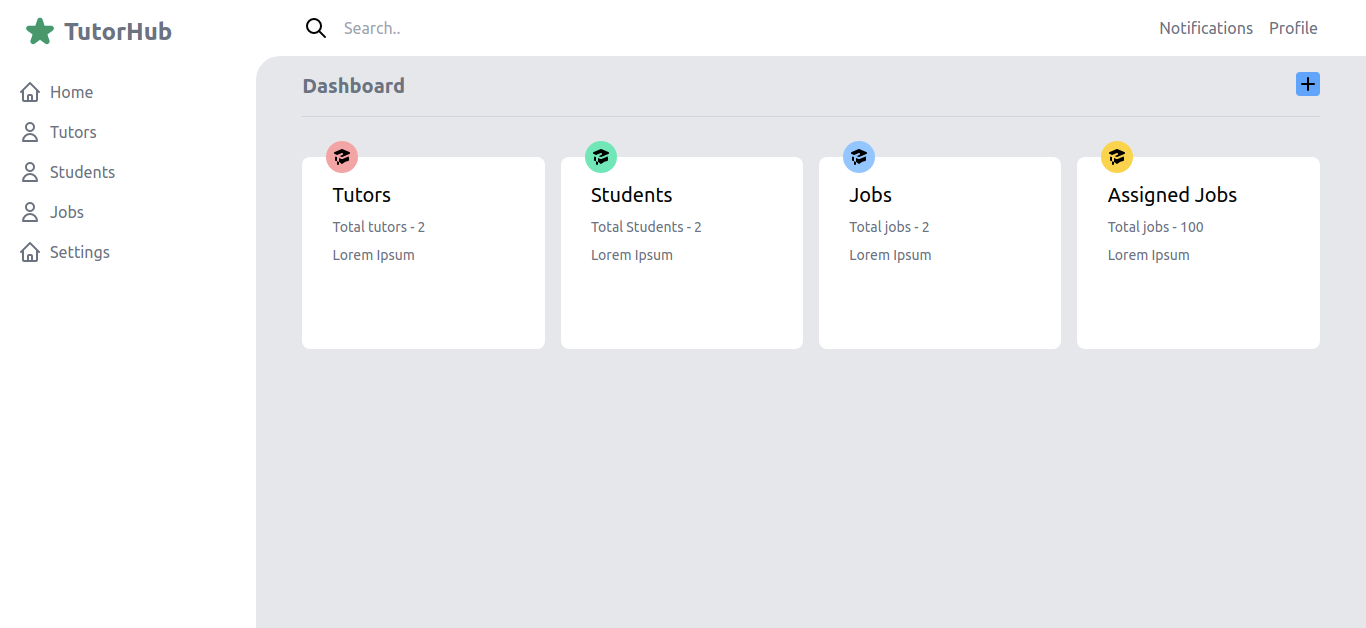 TutorHub
Search..
Notifications
Profile
Home
Tutors
Students
Jobs
Settings
Dashboard
Tutors
Total tutors - 2
Lorem Ipsum
Students
Total Students - 2
Lorem Ipsum
Jobs
Total jobs - 2
Lorem Ipsum
Assigned Jobs
Total jobs - 100
Lorem Ipsum